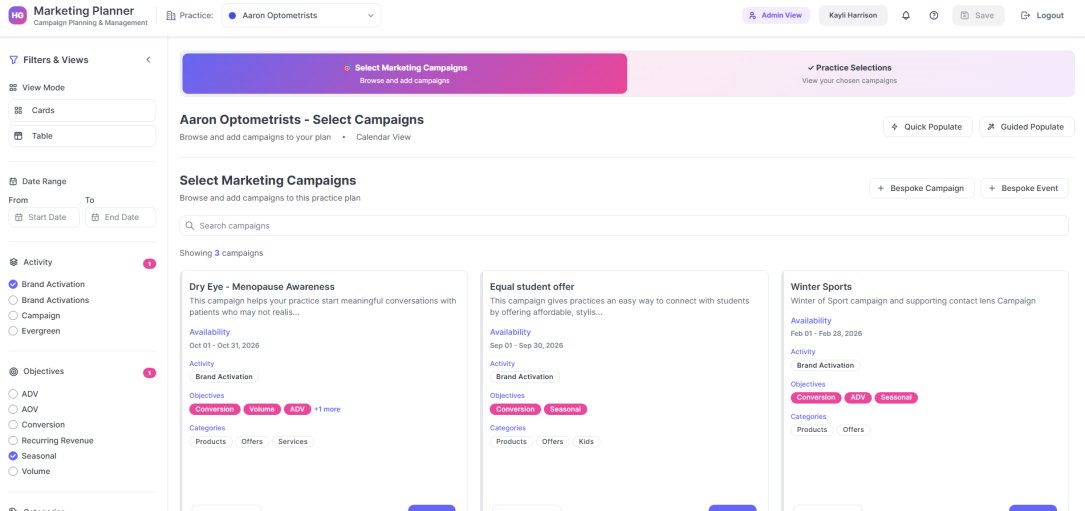 HG
Marketing Planner
Campaign Planning & Management
Practice:
Aaron Optometrists
Admin View
Kayli Harrison
Save
Logout
Filters & Views
View Mode
Cards
Table
Date Range
From
To
Start Date
End Date
Activity
1
Brand Activation
Brand Activations
Campaign
Evergreen
Objectives
1
ADV
AOV
Conversion
Recurring Revenue
Seasonal
Volume
Select Marketing Campaigns
Browse and add campaigns
✓ Practice Selections
View your chosen campaigns
Aaron Optometrists - Select Campaigns
Browse and add campaigns to your plan • Calendar View
Quick Populate
Guided Populate
Select Marketing Campaigns
Browse and add campaigns to this practice plan
+ Bespoke Campaign
+ Bespoke Event
Search campaigns
Showing 3 campaigns
Dry Eye - Menopause Awareness
This campaign helps your practice start meaningful conversations with
patients who may not realis...
Availability
Oct 01 - Oct 31, 2026
Activity
Brand Activation
Objectives
Conversion Volume ADV +1 more
Categories
Products Offers Services
Equal student offer
This campaign gives practices an easy way to connect with students
by offering affordable, stylis...
Availability
Sep 01 - Sep 30, 2026
Activity
Brand Activation
Objectives
Conversion Seasonal
Categories
Products Offers Kids
Winter Sports
Winter of Sport campaign and supporting contact lens Campaign
Availability
Feb 01 - Feb 28, 2026
Activity
Brand Activation
Objectives
Conversion ADV Seasonal
Categories
Products Offers